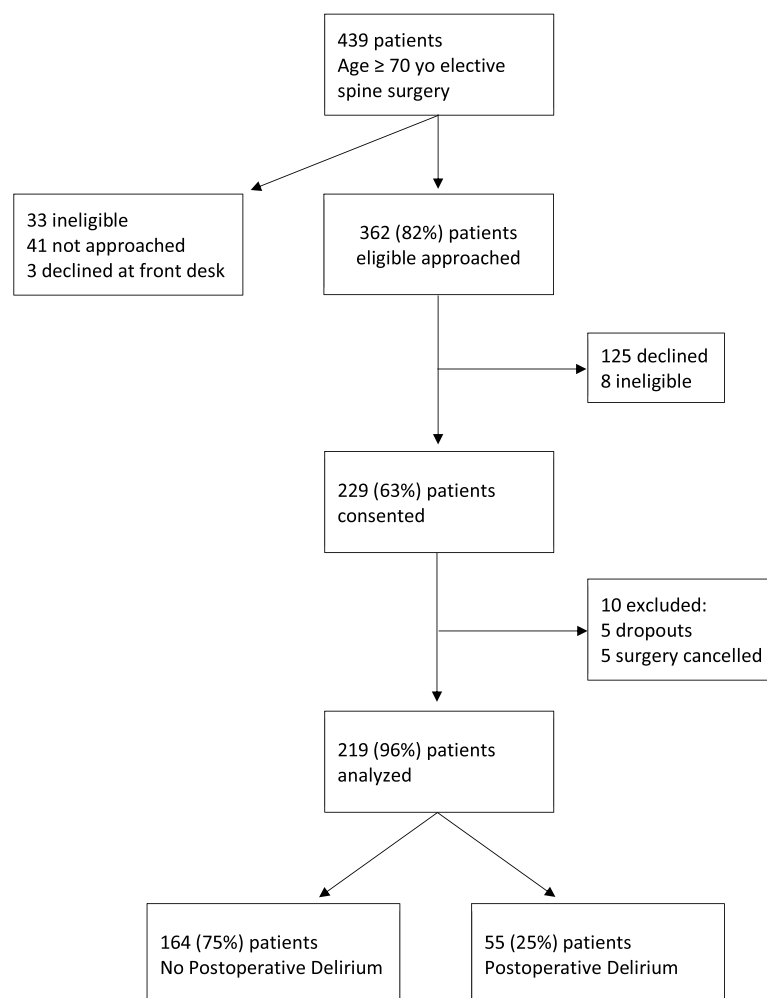 439 patients
Age ≥ 70 yo elective
spine surgery
33 ineligible
41 not approached
3 declined at front desk
362 (82%) patients
eligible approached
125 declined
8 ineligible
229 (63%) patients
consented
10 excluded:
5 dropouts
5 surgery cancelled
219 (96%) patients
analyzed
164 (75%) patients
No Postoperative Delirium
55 (25%) patients
Postoperative Delirium